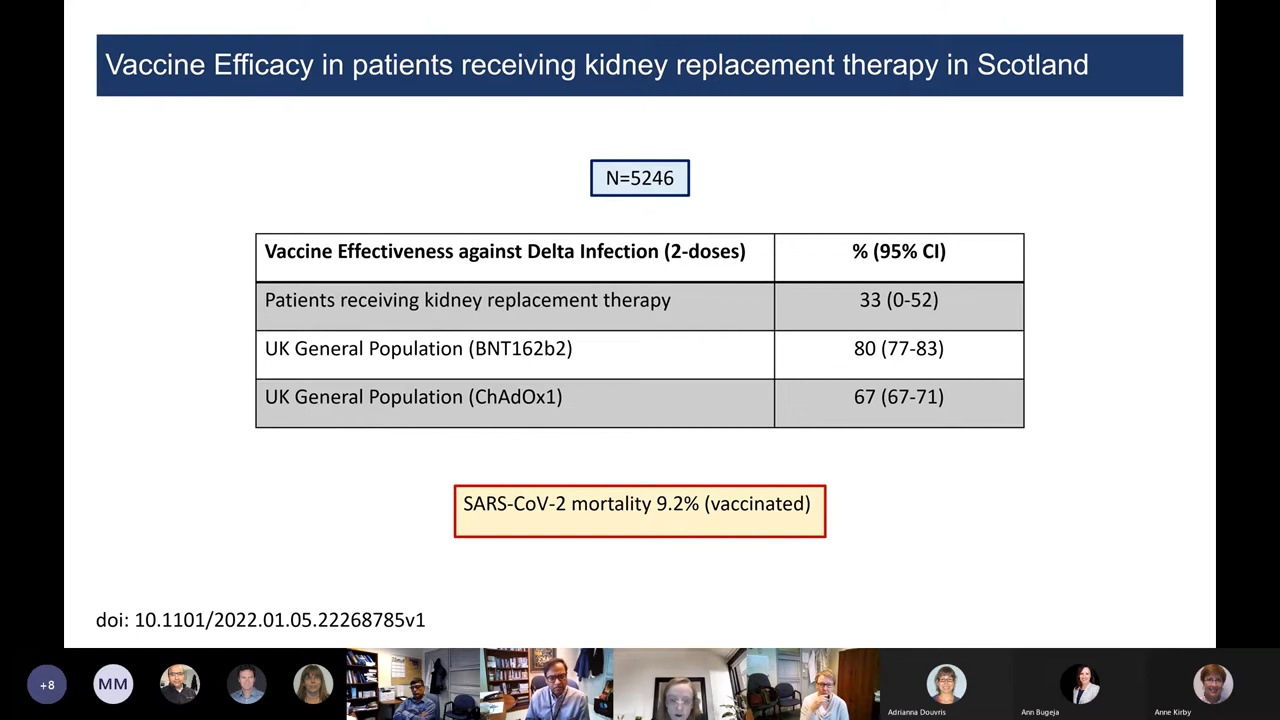 Vaccine Efficacy in patients receiving kidney replacement therapy in Scotland
N=5246
Vaccine Effectiveness against Delta Infection (2-doses) % (95% CI)
Patients receiving kidney replacement therapy 33 (0-52)
UK General Population (BNT162b2) 80 (77-83)
UK General Population (ChAdOx1) 67 (67-71)
SARS-CoV-2 mortality 9.2% (vaccinated)
doi: 10.1101/2022.01.05.22268785v1
+8 MM
Adrianna Douvris Ann Bugeja Anne Kirby